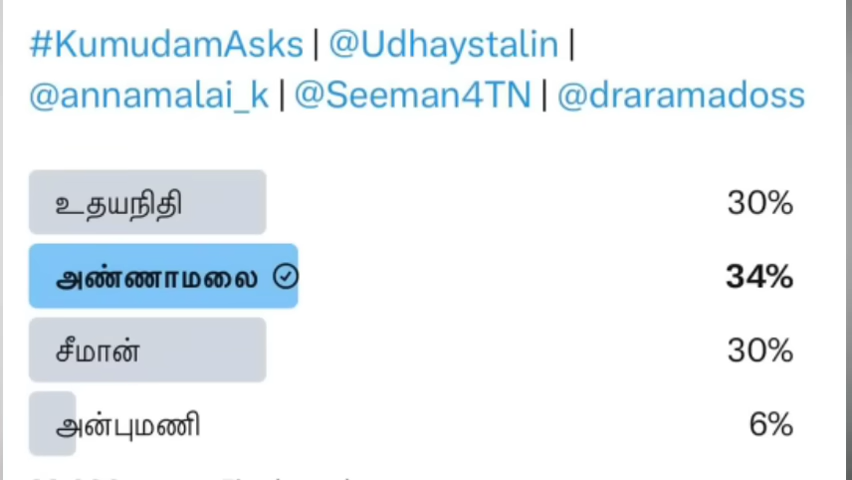 #KumudamAsks | @Udhaystalin |
@annamalai_k | @Seeman4TN | @draramadoss
உதயநிதி 30%
அண்ணாமலை 34%
சீமான் 30%
அன்புமணி 6%